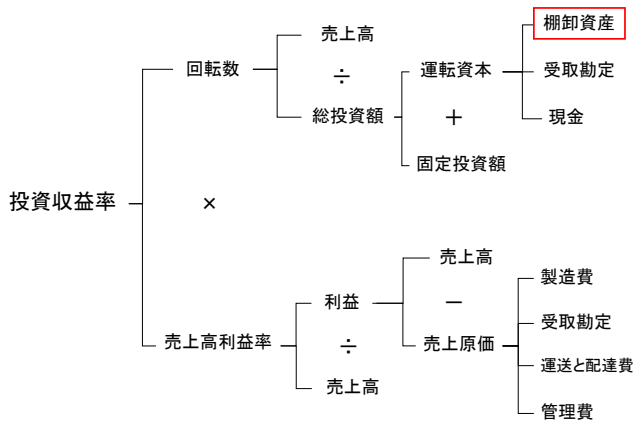 棚卸資産
売上高
回転数
÷
運転資本
受取勘定
総投資額
+
現金
固定投資額
投資収益率
×
売上高
製造費
利益
−
受取勘定
売上高利益率
÷
売上原価
運送と配達費
売上高
管理費